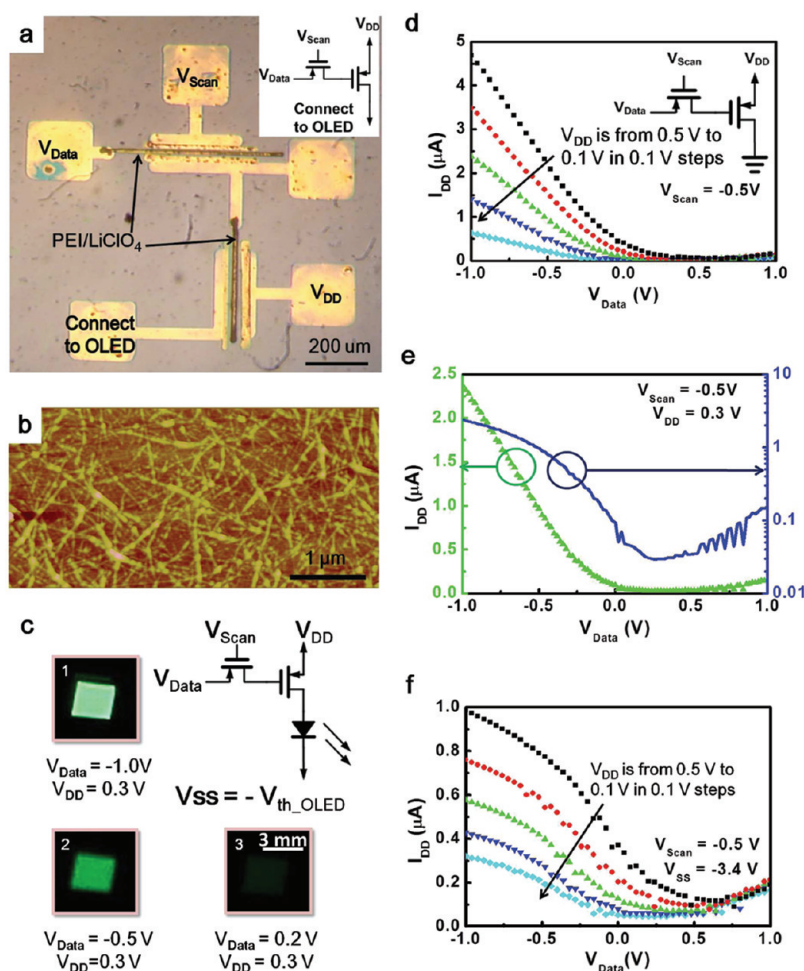 a
V_Scan
V_DD
V_Data
Connect
to OLED
V_Scan
V_Data
PEI/LiClO₄
V_DD
Connect
to OLED
200 um
b
1 μm
c
1
V_Data = -1.0V
V_DD = 0.3 V
V_Scan
V_DD
V_Data
Vss = - V_th_OLED
2
V_Data = -0.5 V
V_DD=0.3 V
3
3 mm
V_Data = 0.2 V
V_DD = 0.3 V
d
5
4
3
2
1
0
I_DD (μA)
V_Scan
V_DD
V_Data
V_DD is from 0.5 V to
0.1 V in 0.1 V steps
V_Scan = -0.5V
-1.0 -0.5 0.0 0.5 1.0
V_Data (V)
e
2.5
2.0
1.5
1.0
0.5
0.0
I_DD (μA)
V_Scan = -0.5V
V_DD = 0.3 V
10
1
0.1
0.01
-1.0 -0.5 0.0 0.5 1.0
V_Data (V)
f
1.0
0.8
0.6
0.4
0.2
0.0
I_DD (μA)
V_DD is from 0.5 V to
0.1 V in 0.1 V steps
V_Scan = -0.5 V
V_SS = -3.4 V
-1.0 -0.5 0.0 0.5 1.0
V_Data (V)